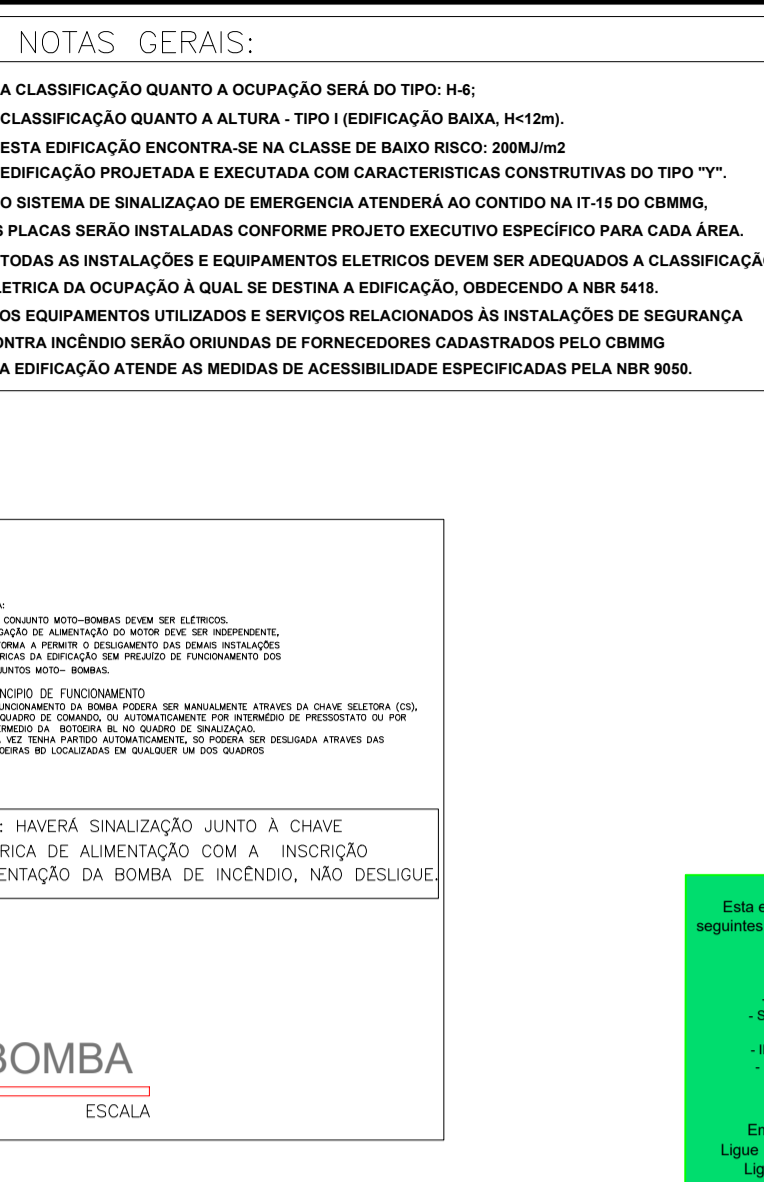 NOTAS GERAIS:
A CLASSIFICAÇÃO QUANTO A OCUPAÇÃO SERÁ DO TIPO: H-6;
CLASSIFICAÇÃO QUANTO A ALTURA - TIPO I (EDIFICAÇÃO BAIXA, H<12m).
ESTA EDIFICAÇÃO ENCONTRA-SE NA CLASSE DE BAIXO RISCO: 200MJ/m2
EDIFICAÇÃO PROJETADA E EXECUTADA COM CARACTERISTICAS CONSTRUTIVAS DO TIPO "Y".
O SISTEMA DE SINALIZAÇAO DE EMERGENCIA ATENDERÁ AO CONTIDO NA IT-15 DO CBMMG,
S PLACAS SERÃO INSTALADAS CONFORME PROJETO EXECUTIVO ESPECÍFICO PARA CADA ÁREA.
TODAS AS INSTALAÇÕES E EQUIPAMENTOS ELETRICOS DEVEM SER ADEQUADOS A CLASSIFICAÇÃ
LETRICA DA OCUPAÇÃO À QUAL SE DESTINA A EDIFICAÇÃO, OBDECENDO A NBR 5418.
OS EQUIPAMENTOS UTILIZADOS E SERVIÇOS RELACIONADOS ÀS INSTALAÇÕES DE SEGURANÇA
ONTRA INCÊNDIO SERÃO ORIUNDAS DE FORNECEDORES CADASTRADOS PELO CBMMG
A EDIFICAÇÃO ATENDE AS MEDIDAS DE ACESSIBILIDADE ESPECIFICADAS PELA NBR 9050.
A:
CONJUNTO MOTO-BOMBAS DEVEM SER ELÉTRICOS.
GAÇÃO DE ALIMENTAÇÃO DO MOTOR DEVE SER INDEPENDENTE,
FORMA A PERMITR O DESLIGAMENTO DAS DEMAIS INSTALAÇÕES
RICAS DA EDIFICAÇÃO SEM PREJUÍZO DE FUNCIONAMENTO DOS
JUNTOS MOTO- BOMBAS.
NCIPIO DE FUNCIONAMENTO
UNCIONAMENTO DA BOMBA PODERA SER MANUALMENTE ATRAVES DA CHAVE SELETORA (CS),
QUADRO DE COMANDO, OU AUTOMATICAMENTE POR INTERMÉDIO DE PRESSOSTATO OU POR
ERMEDIO DA BOTOEIRA BL NO QUADRO DE SINALIZAÇAO.
VEZ TENHA PARTIDO AUTOMATICAMENTE, SO PODERA SER DESLIGADA ATRAVES DAS
OEIRAS BD LOCALIZADAS EM QUALQUER UM DOS QUADROS
: HAVERÁ SINALIZAÇÃO JUNTO À CHAVE
RICA DE ALIMENTAÇÃO COM A INSCRIÇÃO
ENTAÇÃO DA BOMBA DE INCÊNDIO, NÃO DESLIGUE.
BOMBA
ESCALA
Esta e
seguintes
-
- S
- I
-
Em
Ligue
Lig